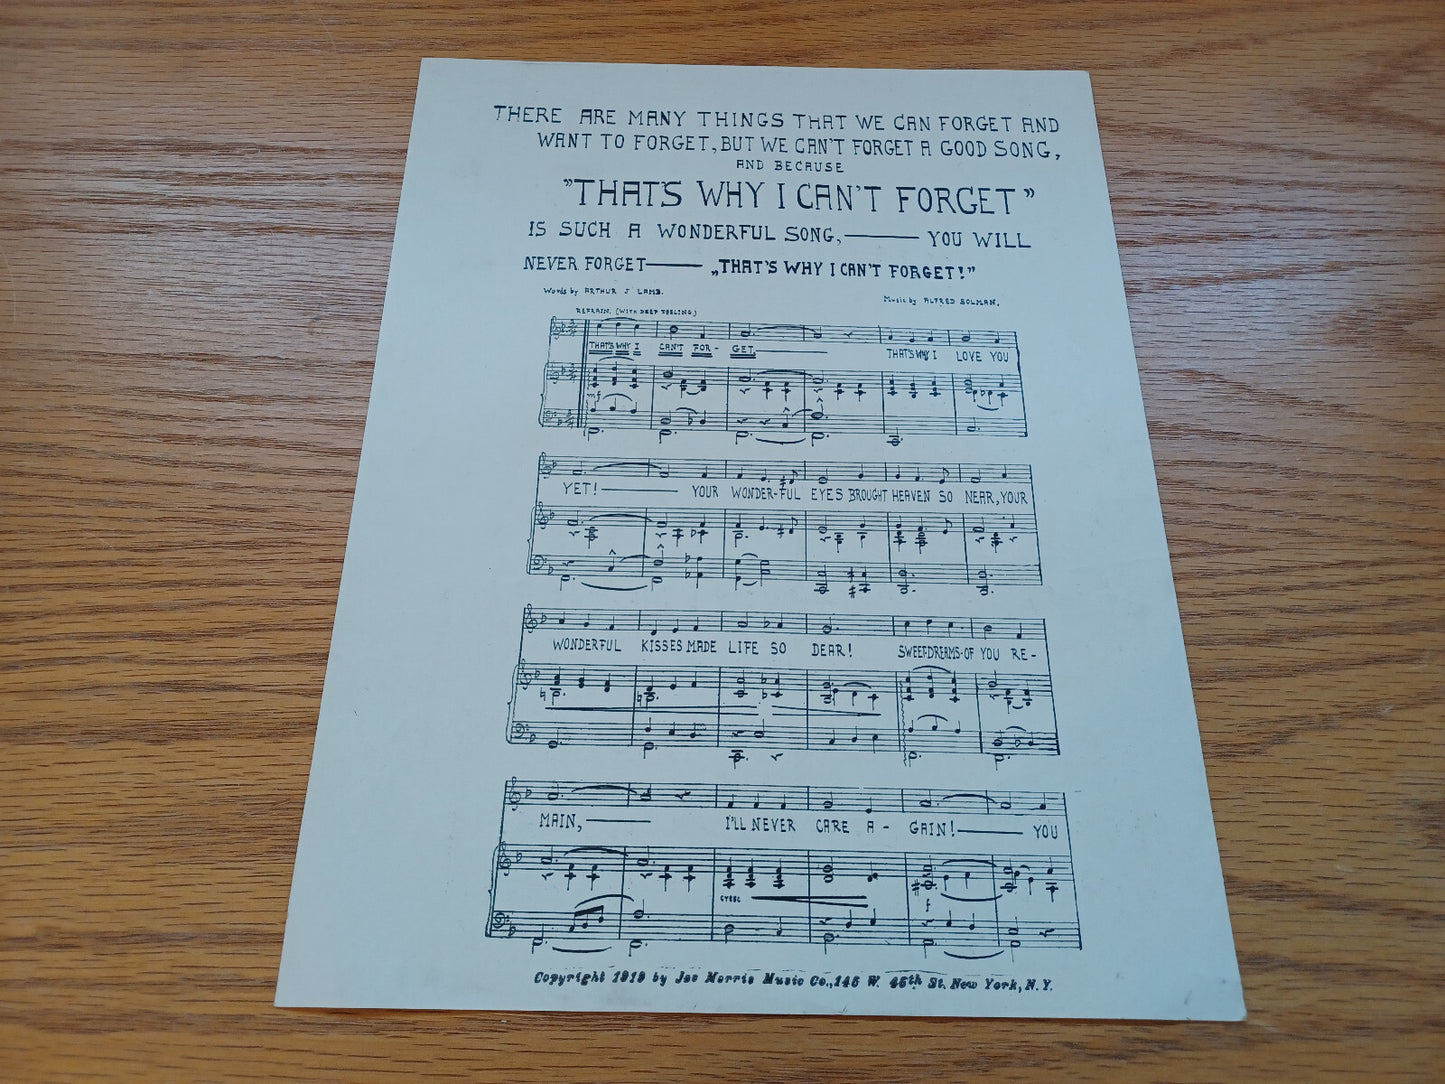 THERE ARE MANY THINGS THAT WE CAN FORGET AND
WANT TO FORGET, BUT WE CAN'T FORGET A GOOD SONG,
AND BECAUSE
"THAT'S WHY I CAN'T FORGET"
IS SUCH A WONDERFUL SONG, — YOU WILL
NEVER FORGET — „THAT'S WHY I CAN'T FORGET!"
Words by ARTHUR J LAMB.
Music by ALFRED SOLMAN.
REFRAIN. (WITH DEEP FEELING.)
THAT'S WHY I CAN'T FOR - GET, THAT'S WHY I LOVE YOU
mf
YET! YOUR WONDER-FUL EYES BROUGHT HEAVEN SO NEAR, YOUR
WONDERFUL KISSES MADE LIFE SO DEAR! SWEET-DREAMS-OF YOU RE-
MAIN, I'LL NEVER CARE A - GAIN! YOU
cresc
f
Copyright 1919 by Joe Morris Music Co., 145 W. 45th St. New York, N.Y.